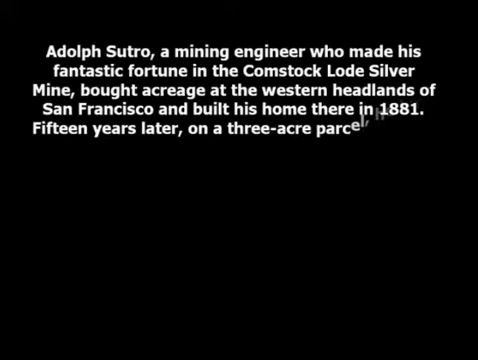 Adolph Sutro, a mining engineer who made his
fantastic fortune in the Comstock Lode Silver
Mine, bought acreage at the western headlands of
San Francisco and built his home there in 1881.
Fifteen years later, on a three-acre parcel,